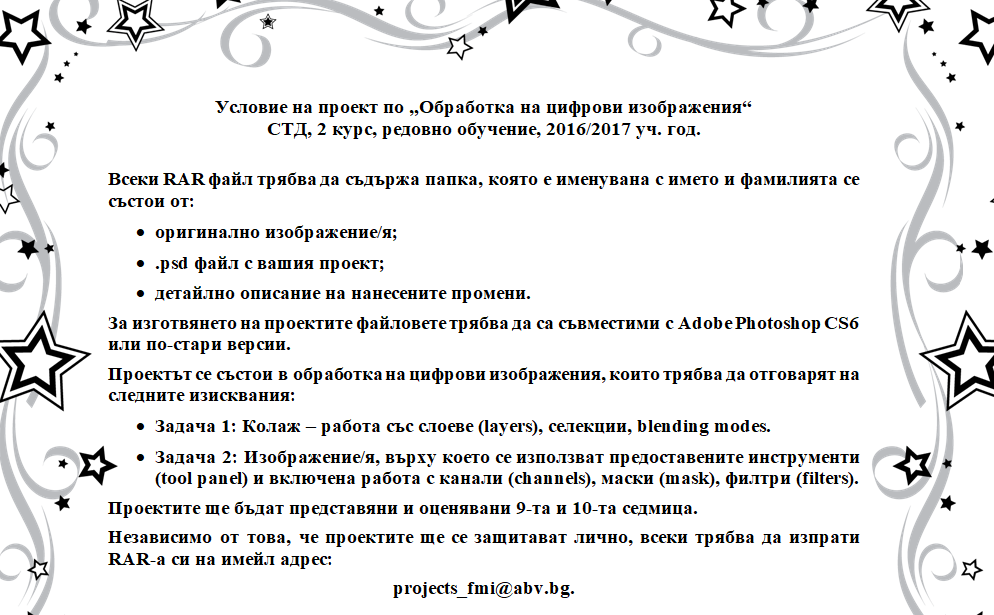 Условие на проект по „Обработка на цифрови изображения“
СТД, 2 курс, редовно обучение, 2016/2017 уч. год.
Всеки RAR файл трябва да съдържа папка, която е именувана с името и фамилията се
състои от:
• оригинално изображение/я;
• .psd файл с вашия проект;
• детайлно описание на нанесените промени.
За изготвянето на проектите файловете трябва да са съвместими с Adobe Photoshop CS6
или по-стари версии.
Проектът се състои в обработка на цифрови изображения, които трябва да отговарят на
следните изисквания:
• Задача 1: Колаж – работа със слоеве (layers), селекции, blending modes.
• Задача 2: Изображение/я, върху което се използват предоставените инструменти
(tool panel) и включена работа с канали (channels), маски (mask), филтри (filters).
Проектите ще бъдат представяни и оценявани 9-та и 10-та седмица.
Независимо от това, че проектите ще се защитават лично, всеки трябва да изпрати
RAR-а си на имейл адрес:
projects_fmi@abv.bg.